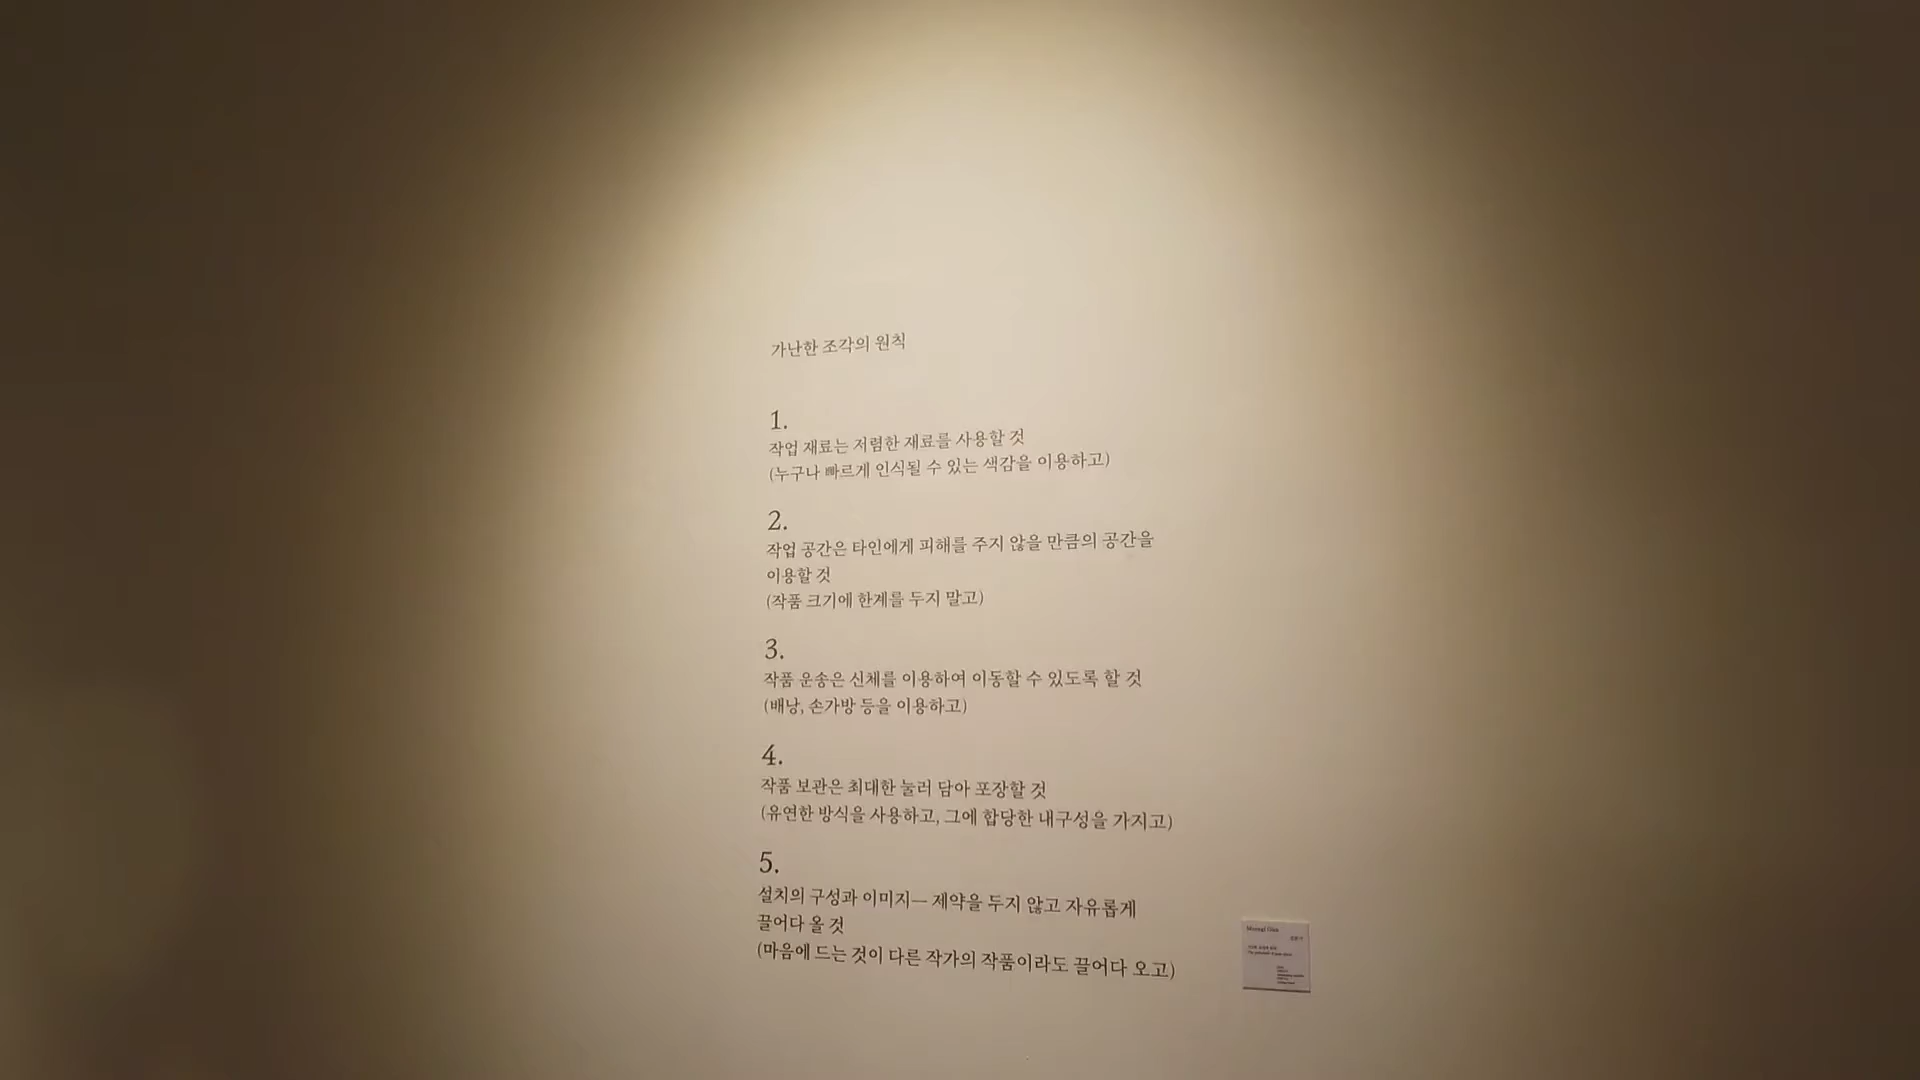 가난한 조각의 원칙
1.
작업 재료는 저렴한 재료를 사용할 것
(누구나 빠르게 인식될 수 있는 색감을 이용하고)
2.
작업 공간은 타인에게 피해를 주지 않을 만큼의 공간을
이용할 것
(작품 크기에 한계를 두지 말고)
3.
작품 운송은 신체를 이용하여 이동할 수 있도록 할 것
(배낭, 손가방 등을 이용하고)
4.
작품 보관은 최대한 눌러 담아 포장할 것
(유연한 방식을 사용하고, 그에 합당한 내구성을 가지고)
5.
설치의 구성과 이미지— 제약을 두지 않고 자유롭게
끌어다 올 것
(마음에 드는 것이 다른 작가의 작품이라도 끌어다 오고)